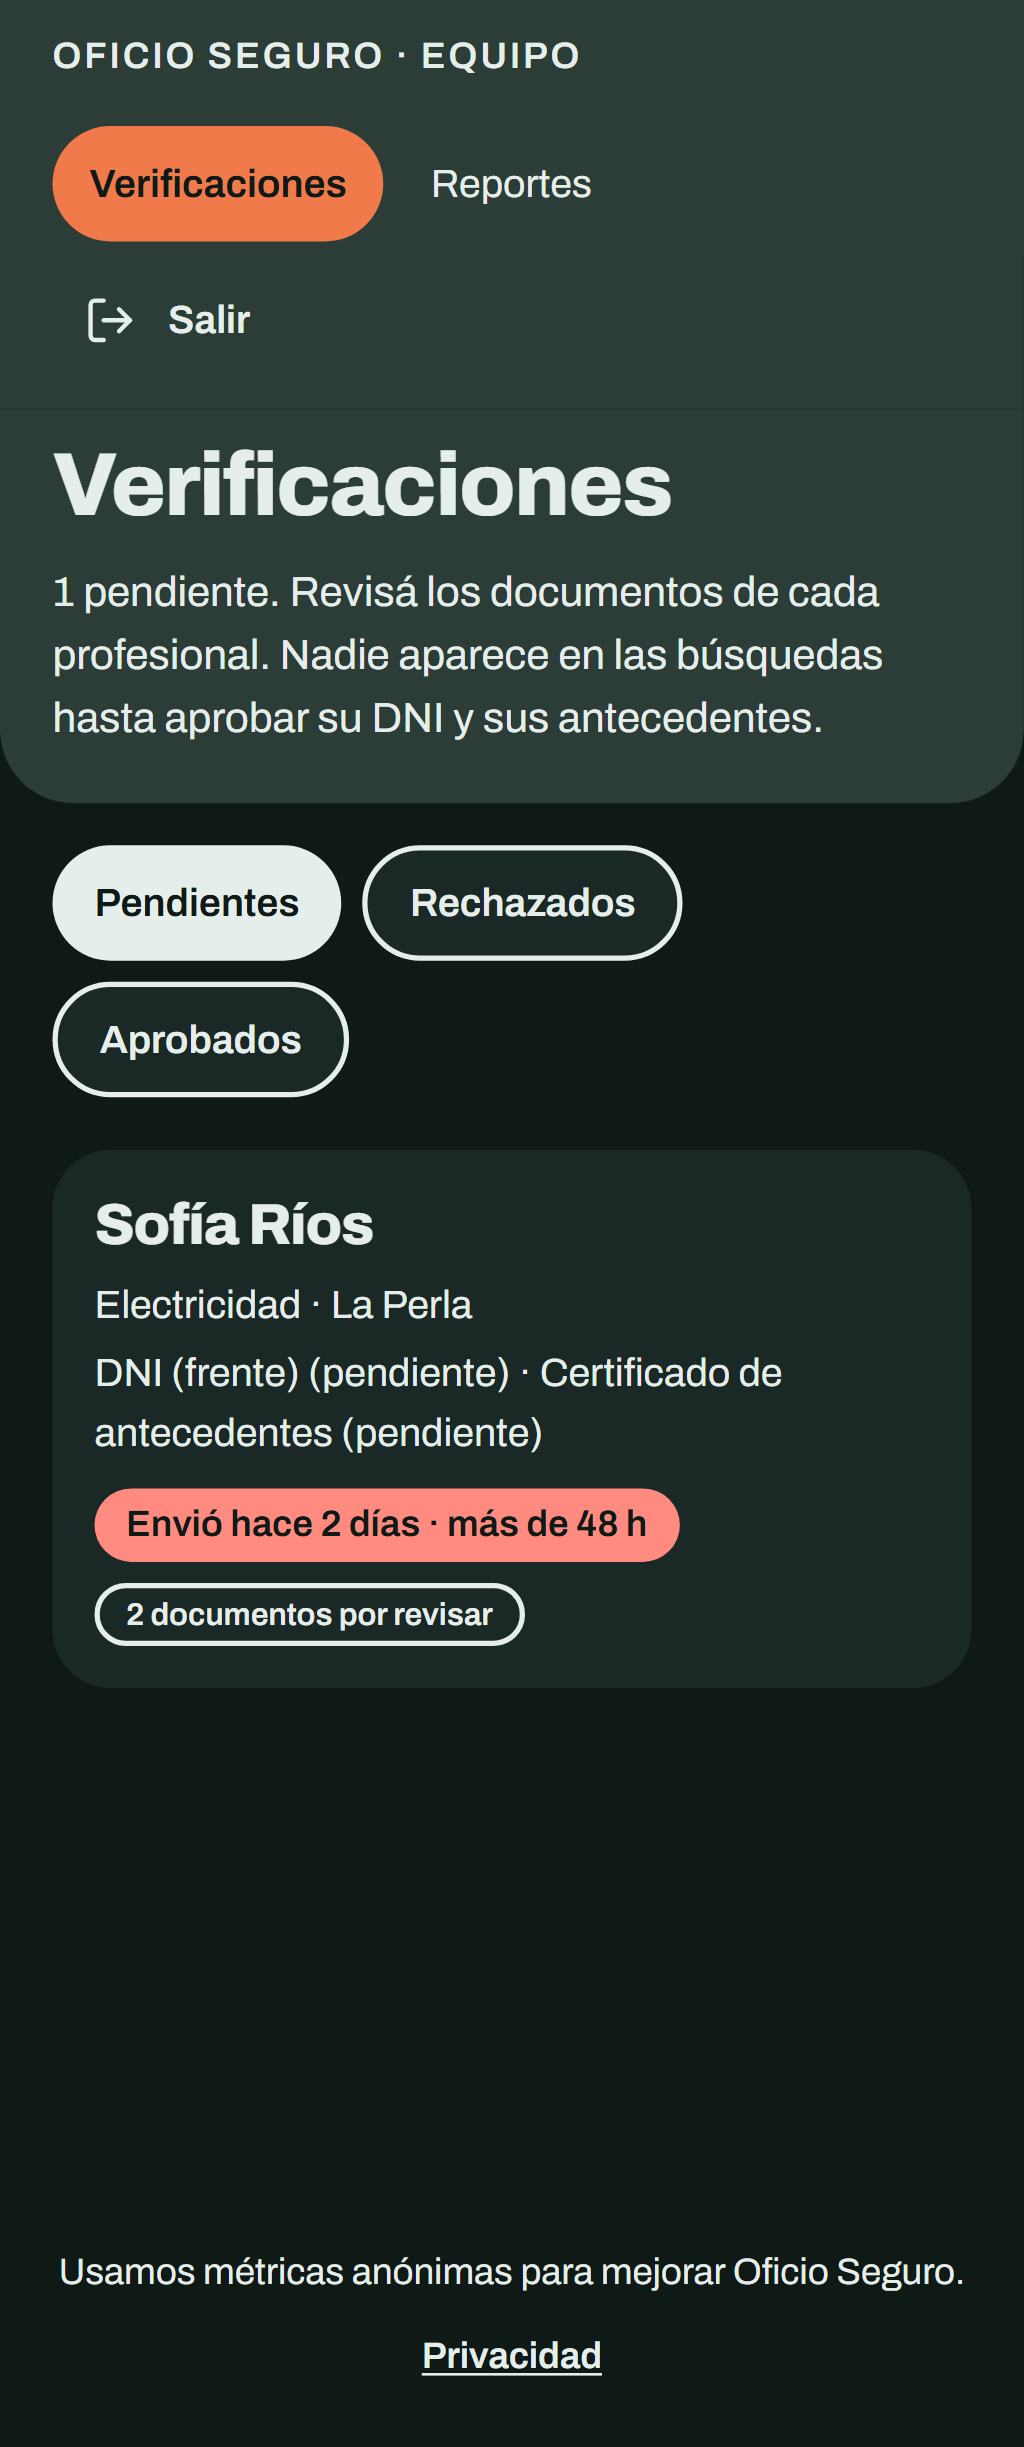 OFICIO SEGURO · EQUIPO
Verificaciones
Reportes
Salir
Verificaciones
1 pendiente. Revisá los documentos de cada
profesional. Nadie aparece en las búsquedas
hasta aprobar su DNI y sus antecedentes.
Pendientes
Rechazados
Aprobados
Sofía Ríos
Electricidad · La Perla
DNI (frente) (pendiente) · Certificado de
antecedentes (pendiente)
Envió hace 2 días · más de 48 h
2 documentos por revisar
Usamos métricas anónimas para mejorar Oficio Seguro.
Privacidad